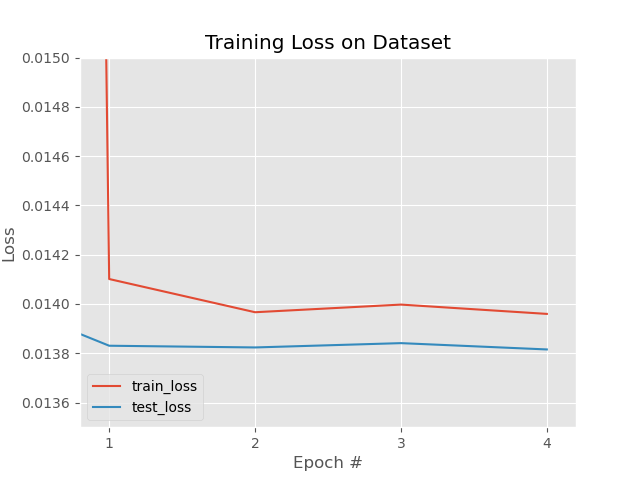 Training Loss on Dataset
0.0150
0.0148
0.0146
0.0144
0.0142
0.0140
0.0138
0.0136
Loss
train_loss
test_loss
1 2 3 4
Epoch #